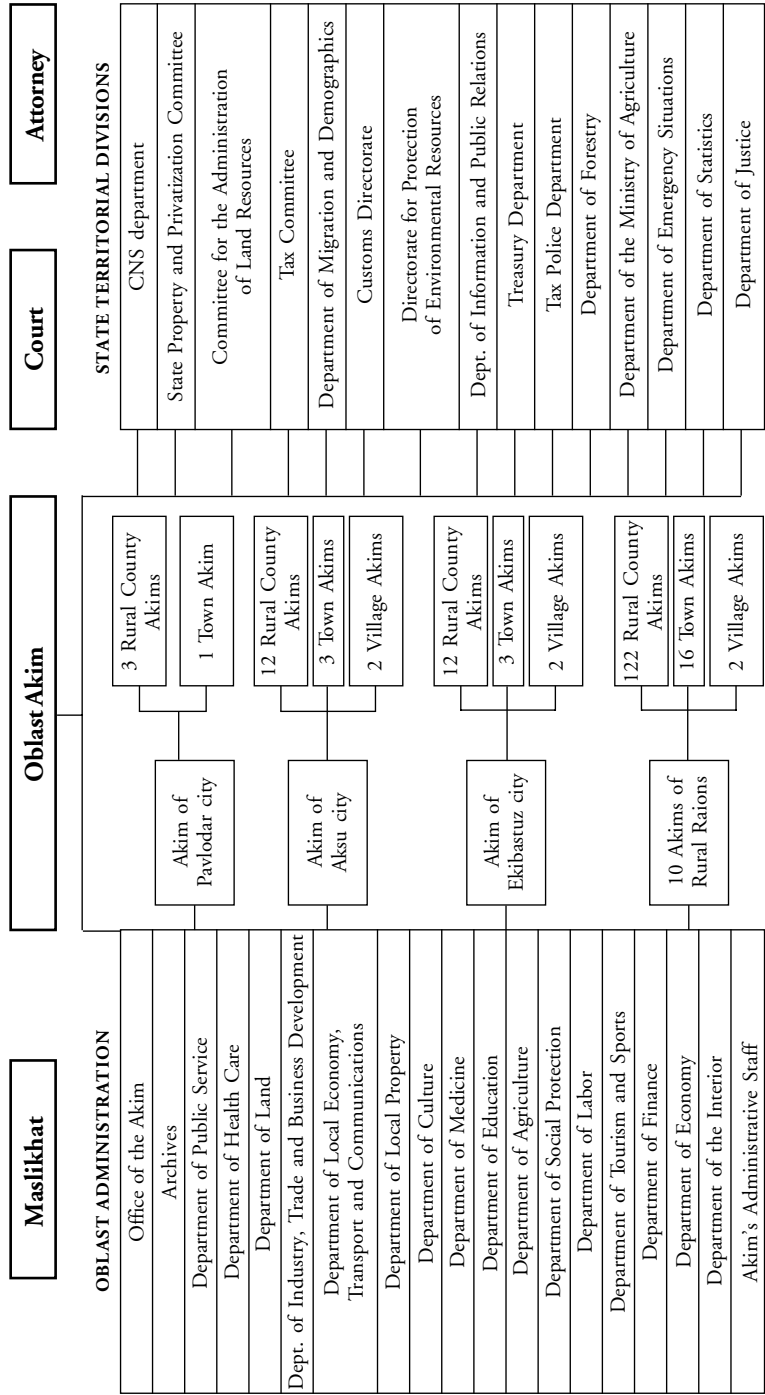 Maslikhat
Oblast Akim
Court
Attorney
OBLAST ADMINISTRATION
Office of the Akim
Archives
Department of Public Service
Department of Health Care
Department of Land
Dept. of Industry, Trade and Business Development
Department of Local Economy,
Transport and Communications
Department of Local Property
Department of Culture
Department of Medicine
Department of Education
Department of Agriculture
Department of Social Protection
Department of Labor
Department of Tourism and Sports
Department of Finance
Department of Economy
Department of the Interior
Akim's Administrative Staff
Akim of
Pavlodar city
3 Rural County
Akims
1 Town Akim
Akim of
Aksu city
12 Rural County
Akims
3 Town Akims
2 Village Akims
Akim of
Ekibastuz city
12 Rural County
Akims
3 Town Akims
2 Village Akims
10 Akims of
Rural Raions
122 Rural County
Akims
16 Town Akims
2 Village Akims
STATE TERRITORIAL DIVISIONS
CNS department
State Property and Privatization Committee
Committee for the Administration
of Land Resources
Tax Committee
Department of Migration and Demographics
Customs Directorate
Directorate for Protection
of Environmental Resources
Dept. of Information and Public Relations
Treasury Department
Tax Police Department
Department of Forestry
Department of the Ministry of Agriculture
Department of Emergency Situations
Department of Statistics
Department of Justice